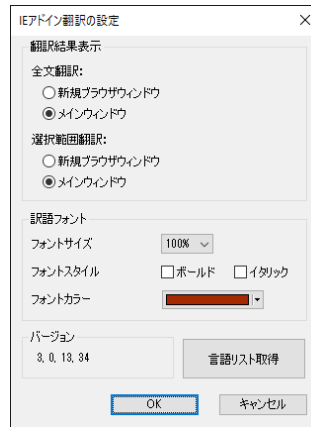 IEアドイン翻訳の設定
翻訳結果表示
全文翻訳:
新規ブラウザウィンドウ
メインウィンドウ
選択範囲翻訳:
新規ブラウザウィンドウ
メインウィンドウ
訳語フォント
フォントサイズ 100%
フォントスタイル ボールド イタリック
フォントカラー
バージョン
3, 0, 13, 34
言語リスト取得
OK キャンセル